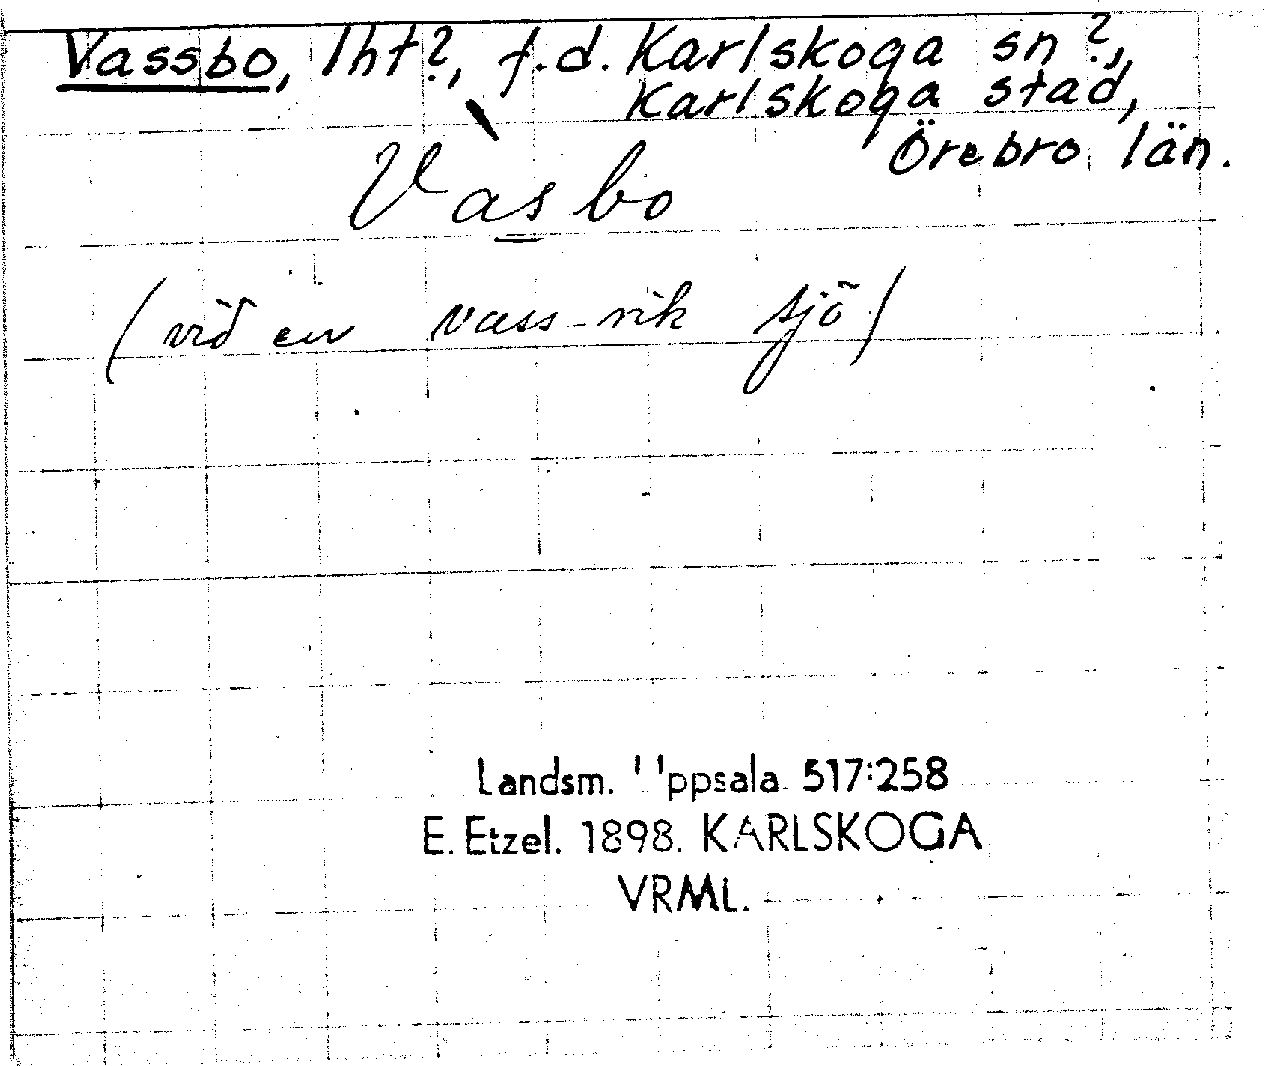 Vassbo, lht?, f.d. Karlskoga sn?,
Karlskoga stad,
Örebro län.
Vàsbo
(vid en vass-rik sjö)
Landsm. Uppsala 517:258
E. Etzel. 1898. KARLSKOGA
VRML.